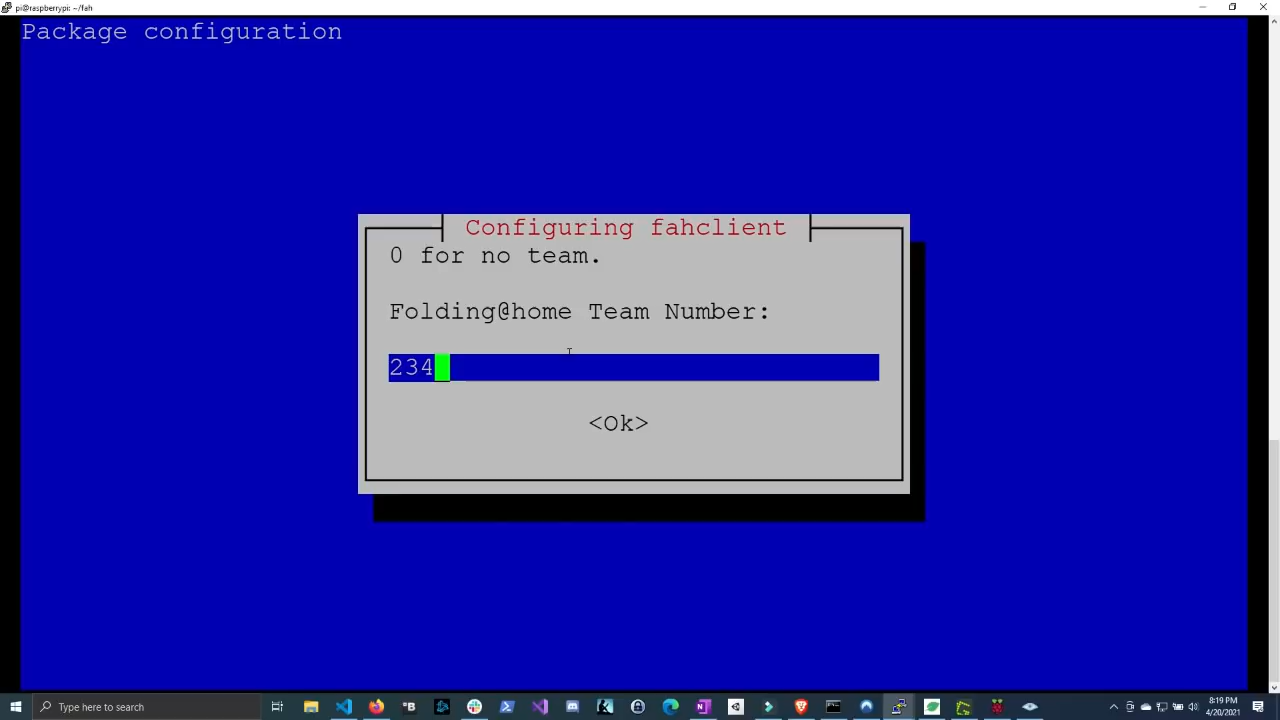 pi@raspberrypi: ~/fah
Package configuration
Configuring fahclient
0 for no team.
Folding@home Team Number:
234
<Ok>
Type here to search
8:19 PM
4/20/2021